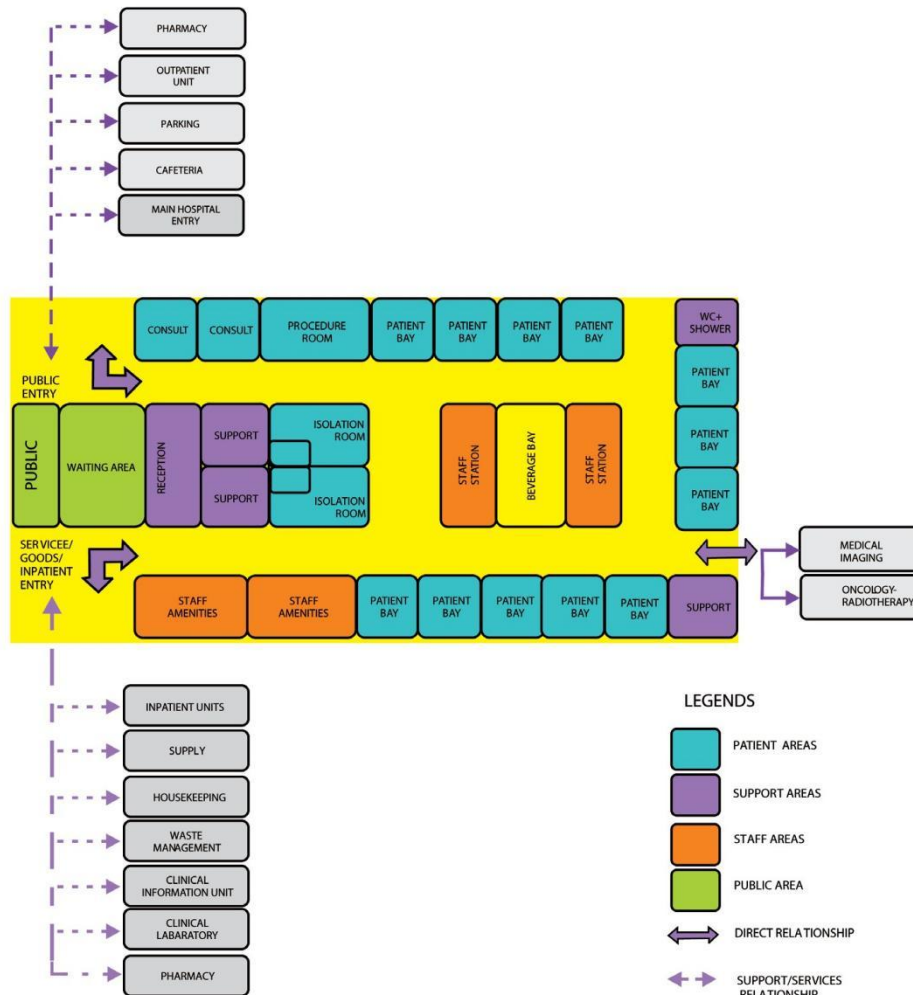 PHARMACY
OUTPATIENT
UNIT
PARKING
CAFETERIA
MAIN HOSPITAL
ENTRY
CONSULT
CONSULT
PROCEDURE
ROOM
PATIENT
BAY
PATIENT
BAY
PATIENT
BAY
PATIENT
BAY
WC+
SHOWER
PATIENT
BAY
PATIENT
BAY
PATIENT
BAY
PUBLIC
ENTRY
PUBLIC
WAITING AREA
RECEPTION
SUPPORT
SUPPORT
ISOLATION
ROOM
ISOLATION
ROOM
STAFF
STATION
BEVERAGE BAY
STAFF
STATION
SERVICEE/
GOODS/
INPATIENT
ENTRY
STAFF
AMENITIES
STAFF
AMENITIES
PATIENT
BAY
PATIENT
BAY
PATIENT
BAY
PATIENT
BAY
PATIENT
BAY
SUPPORT
MEDICAL
IMAGING
ONCOLOGY-
RADIOTHERAPY
INPATIENT UNITS
SUPPLY
HOUSEKEEPING
WASTE
MANAGEMENT
CLINICAL
INFORMATION UNIT
CLINICAL
LABARATORY
PHARMACY
LEGENDS
PATIENT AREAS
SUPPORT AREAS
STAFF AREAS
PUBLIC AREA
DIRECT RELATIONSHIP
SUPPORT/SERVICES
RELATIONSHIP